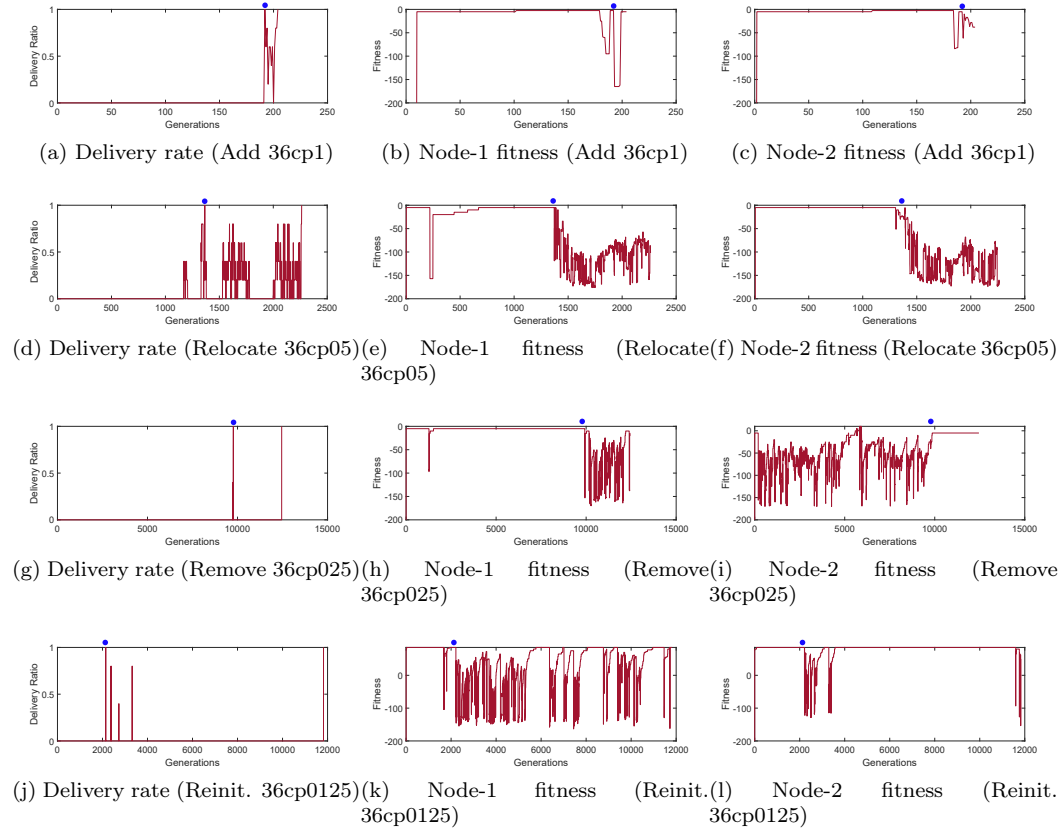 Delivery Ratio
1
0.5
0
0 50 100 150 200 250
Generations
Fitness
0
-50
-100
-150
-200
0 50 100 150 200 250
Generations
Fitness
0
-50
-100
-150
-200
0 50 100 150 200 250
Generations
(a) Delivery rate (Add 36cp1)
(b) Node-1 fitness (Add 36cp1)
(c) Node-2 fitness (Add 36cp1)
Delivery Ratio
1
0.5
0
0 500 1000 1500 2000 2500
Generations
Fitness
0
-50
-100
-150
-200
0 500 1000 1500 2000 2500
Generations
Fitness
0
-50
-100
-150
-200
0 500 1000 1500 2000 2500
Generations
(d) Delivery rate (Relocate 36cp05)
(e) Node-1 fitness (Relocate
36cp05)
(f) Node-2 fitness (Relocate 36cp05)
Delivery Ratio
1
0.5
0
0 5000 10000 15000
Generations
Fitness
0
-50
-100
-150
-200
0 5000 10000 15000
Generations
Fitness
0
-50
-100
-150
-200
0 5000 10000 15000
Generations
(g) Delivery rate (Remove 36cp025)
(h) Node-1 fitness (Remove
36cp025)
(i) Node-2 fitness (Remove
36cp025)
Delivery Ratio
1
0.5
0
0 2000 4000 6000 8000 10000 12000
Generations
Fitness
0
-100
-200
0 2000 4000 6000 8000 10000 12000
Generations
Fitness
0
-100
-200
0 2000 4000 6000 8000 10000 12000
Generations
(j) Delivery rate (Reinit. 36cp0125)
(k) Node-1 fitness (Reinit.
36cp0125)
(l) Node-2 fitness (Reinit.
36cp0125)